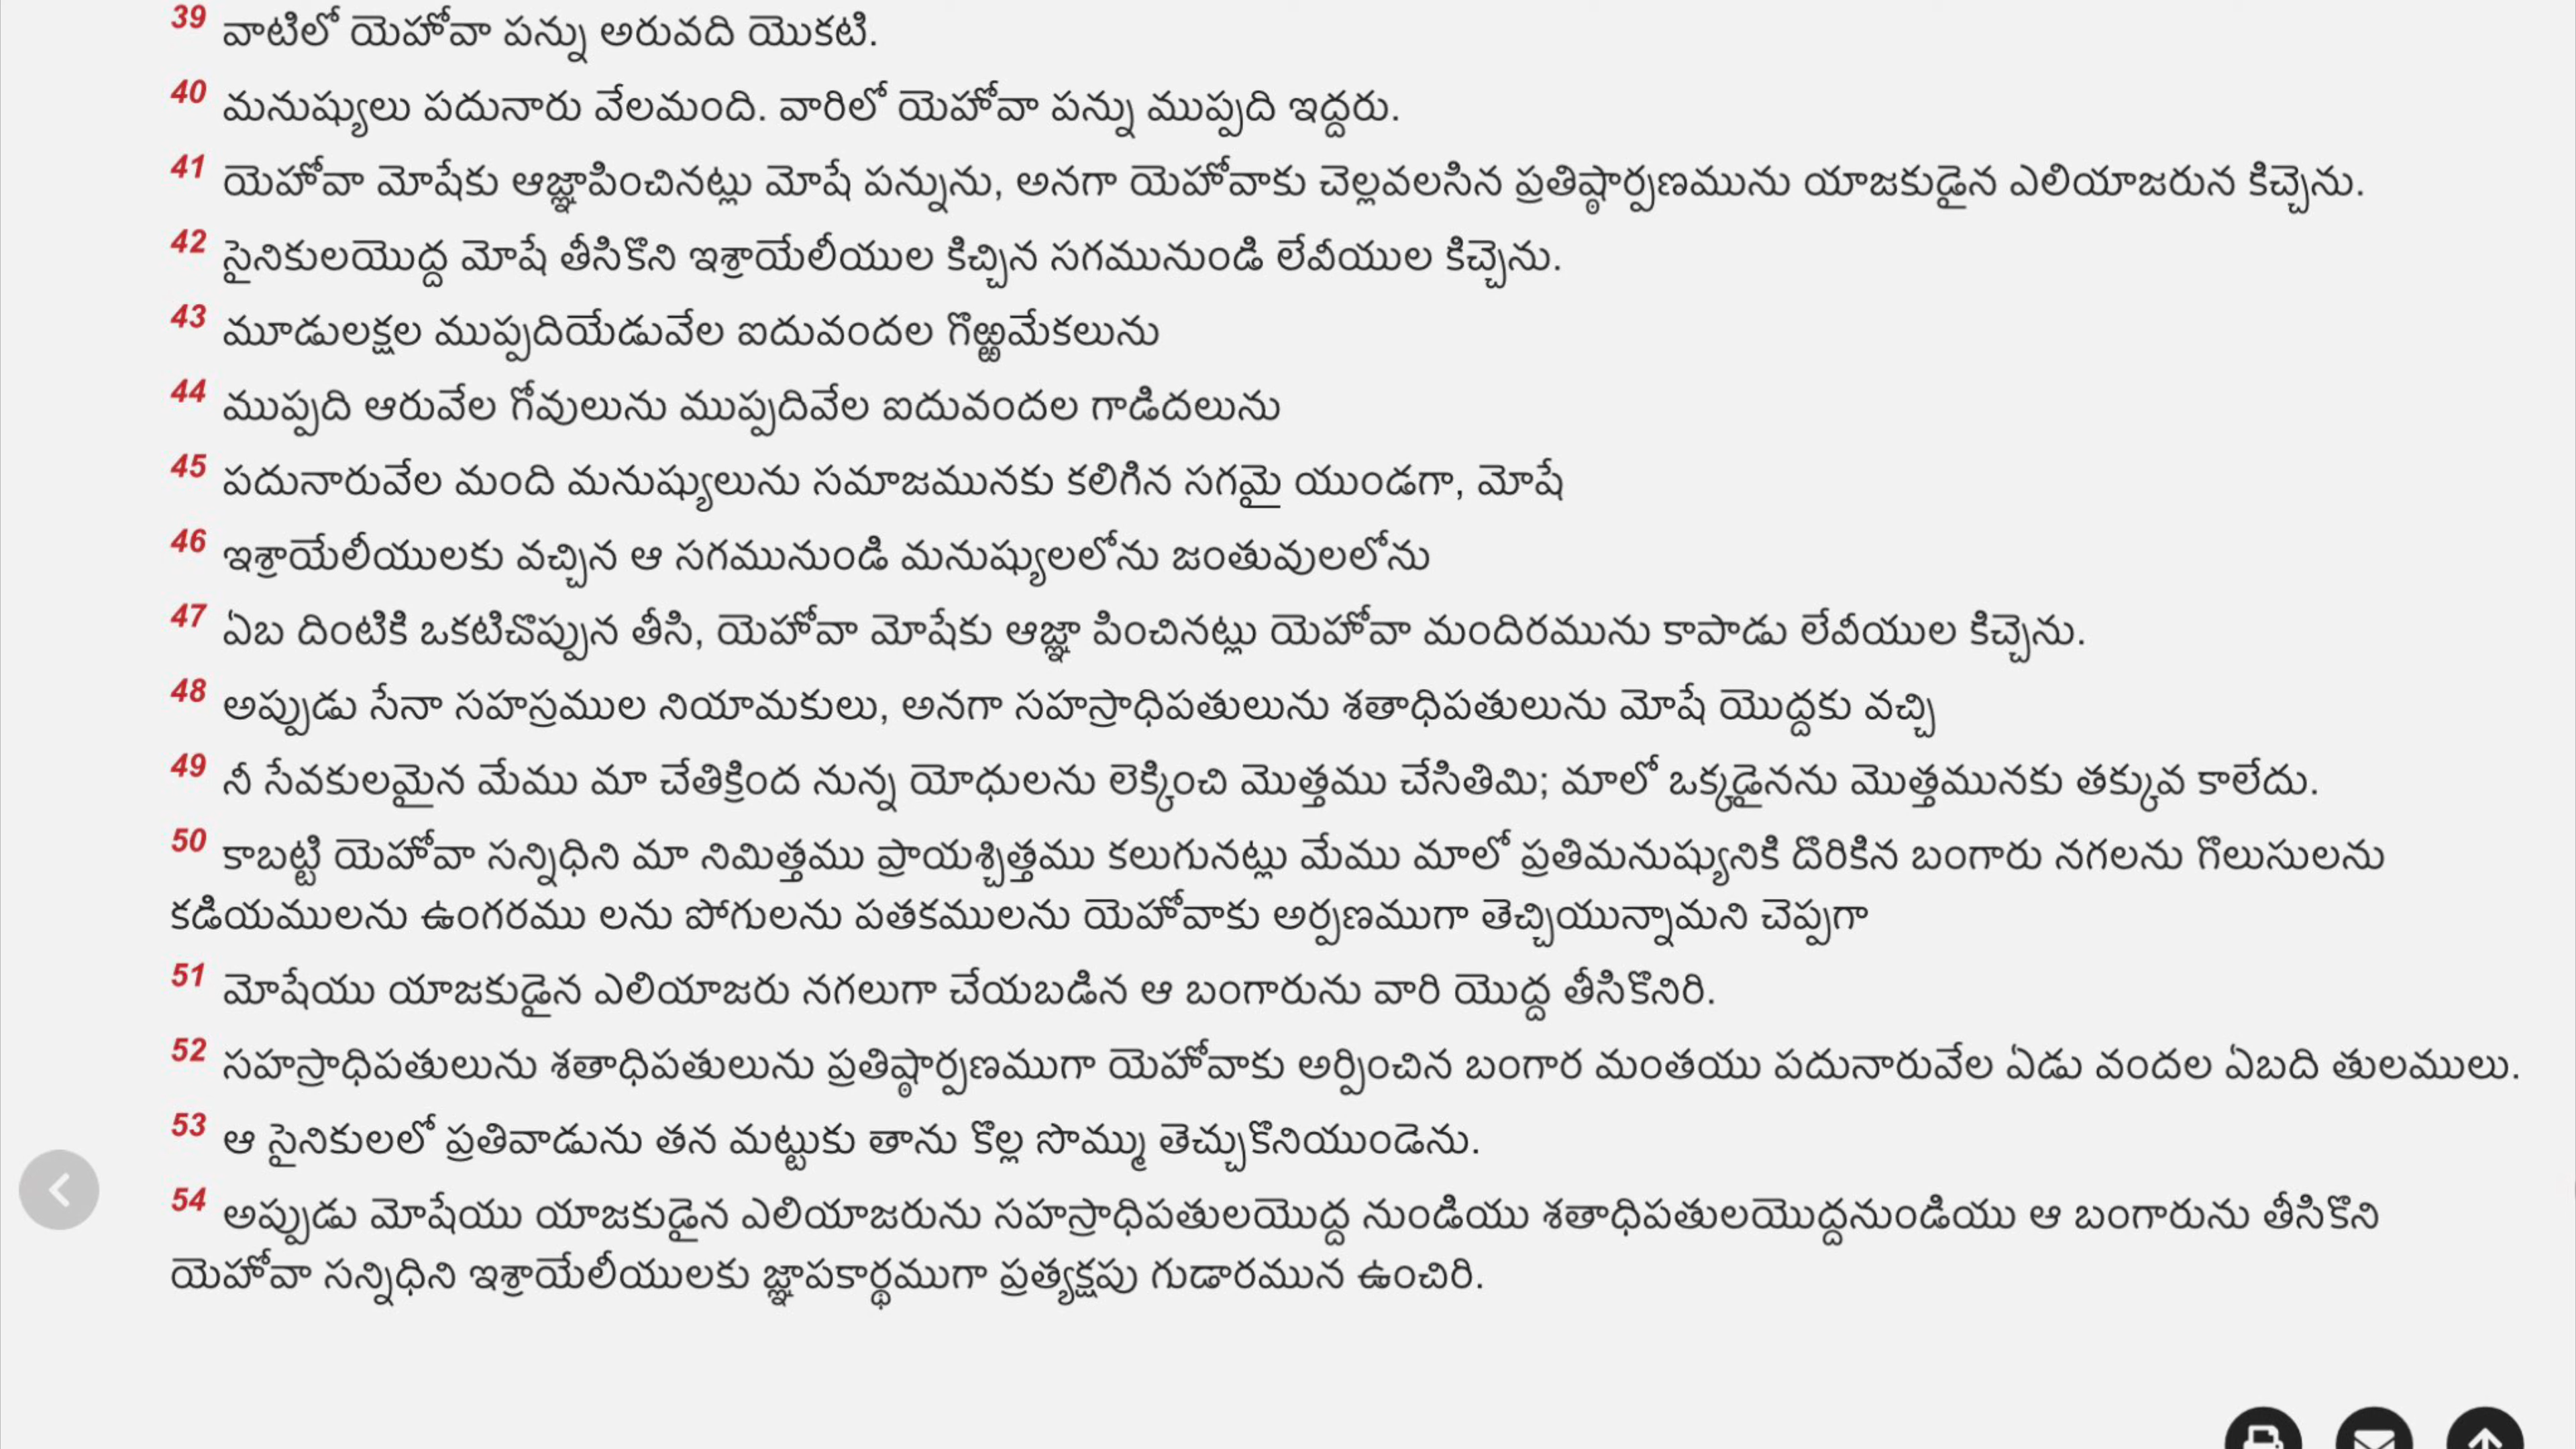 39 వాటిలో యెహోవా పన్ను అరువది యొకటి.
40 మనుష్యులు పదునారు వేలమంది. వారిలో యెహోవా పన్ను ముప్పది ఇద్దరు.
41 యెహోవా మోషేకు ఆజ్ఞాపించినట్లు మోషే పన్నును, అనగా యెహోవాకు చెల్లవలసిన ప్రతిష్ఠార్పణమును యాజకుడైన ఎలియాజరున కిచ్చెను.
42 సైనికులయొద్ద మోషే తీసికొని ఇశ్రాయేలీయుల కిచ్చిన సగమునుండి లేవీయుల కిచ్చెను.
43 మూడులక్షల ముప్పదియేడువేల ఐదువందల గొఱ్ఱమేకలును
44 ముప్పది ఆరువేల గోవులును ముప్పదివేల ఐదువందల గాడిదలును
45 పదునారువేల మంది మనుష్యులును సమాజమునకు కలిగిన సగమై యుండగా, మోషే
46 ఇశ్రాయేలీయులకు వచ్చిన ఆ సగమునుండి మనుష్యులలోను జంతువులలోను
47 ఏబ దింటికి ఒకటిచొప్పున తీసి, యెహోవా మోషేకు ఆజ్ఞా పించినట్లు యెహోవా మందిరమును కాపాడు లేవీయుల కిచ్చెను.
48 అప్పుడు సేనా సహస్రముల నియామకులు, అనగా సహస్రాధిపతులును శతాధిపతులును మోషే యొద్దకు వచ్చి
49 నీ సేవకులమైన మేము మా చేతిక్రింద నున్న యోధులను లెక్కించి మొత్తము చేసితిమి; మాలో ఒక్కడైనను మొత్తమునకు తక్కువ కాలేదు.
50 కాబట్టి యెహోవా సన్నిధిని మా నిమిత్తము ప్రాయశ్చిత్తము కలుగునట్లు మేము మాలో ప్రతిమనుష్యునికి దొరికిన బంగారు నగలను గొలుసులను
కడియములను ఉంగరము లను పోగులను పతకములను యెహోవాకు అర్పణముగా తెచ్చియున్నామని చెప్పగా
51 మోషేయు యాజకుడైన ఎలియాజరు నగలుగా చేయబడిన ఆ బంగారును వారి యొద్ద తీసికొనిరి.
52 సహస్రాధిపతులును శతాధిపతులును ప్రతిష్ఠార్పణముగా యెహోవాకు అర్పించిన బంగార మంతయు పదునారువేల ఏడు వందల ఏబది తులములు.
53 ఆ సైనికులలో ప్రతివాడును తన మట్టుకు తాను కొల్ల సొమ్ము తెచ్చుకొనియుండెను.
54 అప్పుడు మోషేయు యాజకుడైన ఎలియాజరును సహస్రాధిపతులయొద్ద నుండియు శతాధిపతులయొద్దనుండియు ఆ బంగారును తీసికొని
యెహోవా సన్నిధిని ఇశ్రాయేలీయులకు జ్ఞాపకార్థముగా ప్రత్యక్షపు గుడారమున ఉంచిరి.